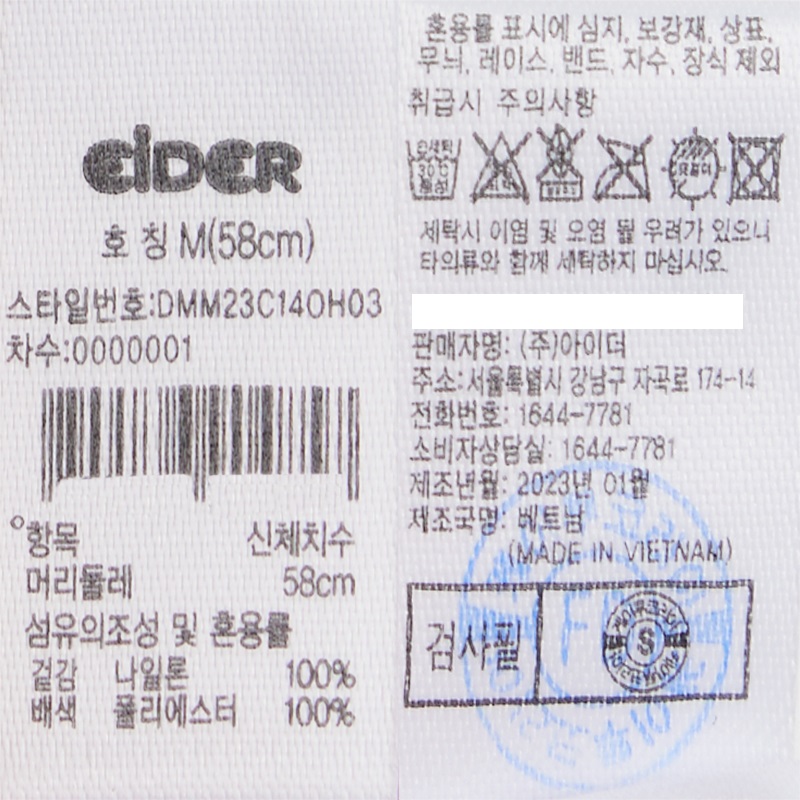 eiDER
호 칭 M(58cm)
스타일번호:DMM23C14OH03
차수:0000001
°항목 신체치수
머리둘레 58cm
섬유의조성 및 혼용률
겉감 나일론 100%
배색 폴리에스터 100%
혼용률 표시에 심지, 보강재, 상표,
무늬, 레이스, 밴드, 자수, 장식 제외
취급시 주의사항
손세탁
30℃
중성
세탁시 이염 및 오염 될 우려가 있으니
타의류와 함께 세탁하지 마십시오.
판매자명: (주)아이더
주소:서울특별시 강남구 자곡로 174-14
전화번호: 1644-7781
소비자상담실: 1644-7781
제조년월: 2023년 01월
제조국명: 베트남
(MADE IN VIETNAM)
검사필
S